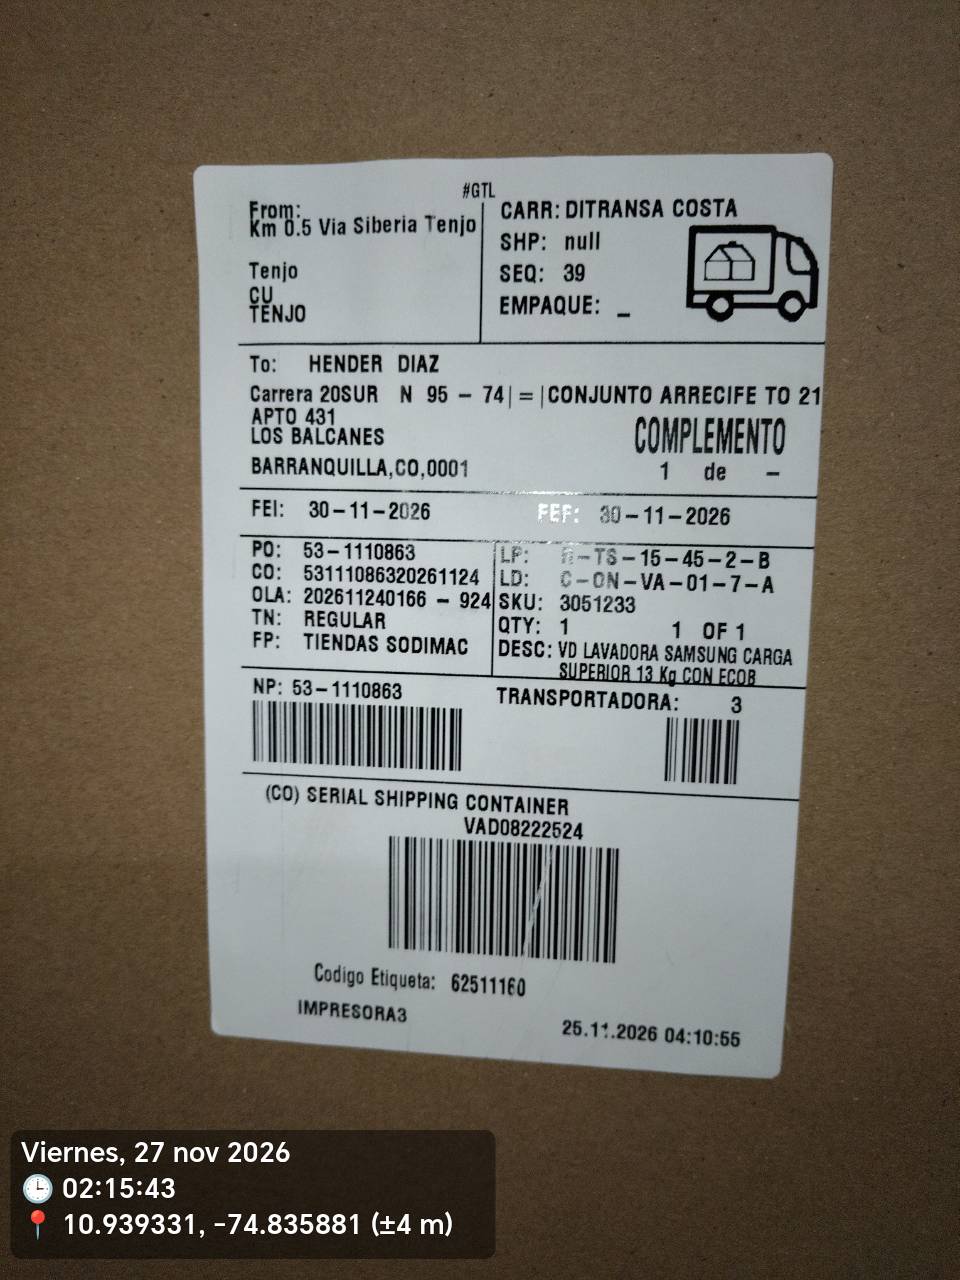 #GTL
From:
Km 0.5 Via Siberia Tenjo
Tenjo
CU
TENJO
CARR: DITRANSA COSTA
SHP: null
SEQ: 39
EMPAQUE: _
To: HENDER DIAZ
Carrera 20SUR N 95 - 74|=|CONJUNTO ARRECIFE TO 21
APTO 431
LOS BALCANES
BARRANQUILLA,CO,0001
COMPLEMENTO
1 de -
FEI: 30-11-2026
FEF: 30-11-2026
PO: 53-1110863
CO: 53111086320261124
OLA: 202611240166 - 924
TN: REGULAR
FP: TIENDAS SODIMAC
LP: R-TS-15-45-2-B
LD: C-ON-VA-01-7-A
SKU: 3051233
QTY: 1 1 OF 1
DESC: VD LAVADORA SAMSUNG CARGA
SUPERIOR 13 Kg CON ECOB
NP: 53-1110863
TRANSPORTADORA: 3
(CO) SERIAL SHIPPING CONTAINER
VAD08222524
Codigo Etiqueta: 62511160
IMPRESORA3
25.11.2026 04:10:55
Viernes, 27 nov 2026
02:15:43
10.939331, -74.835881 (±4 m)